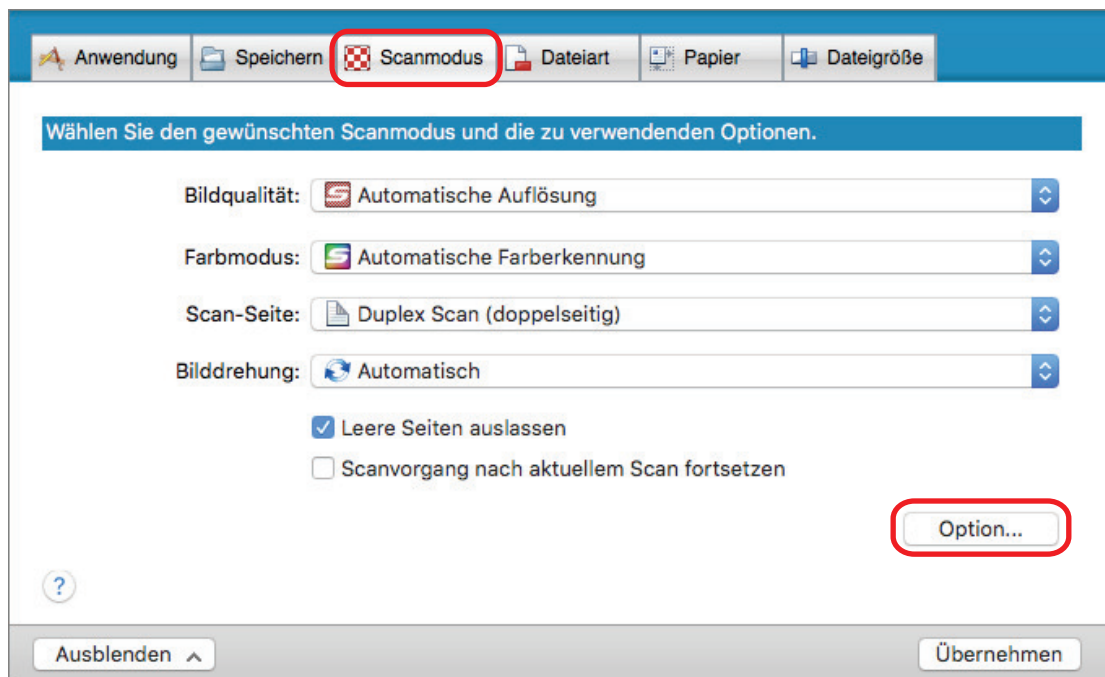 Anwendung Speichern Scanmodus Dateiart Papier Dateigröße
Wählen Sie den gewünschten Scanmodus und die zu verwendenden Optionen.
Bildqualität: Automatische Auflösung
Farbmodus: Automatische Farberkennung
Scan-Seite: Duplex Scan (doppelseitig)
Bilddrehung: Automatisch
Leere Seiten auslassen
Scanvorgang nach aktuellem Scan fortsetzen
Option...
?
Ausblenden Übernehmen